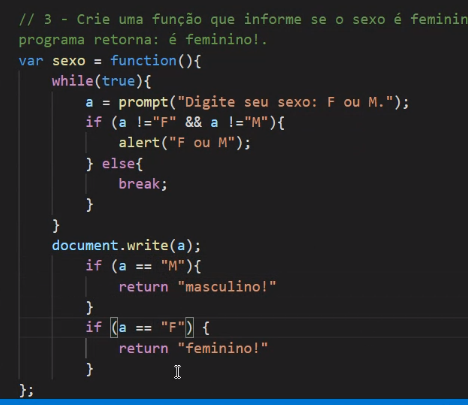 // 3 - Crie uma função que informe se o sexo é feminin
programa retorna: é feminino!.
var sexo = function(){
while(true){
a = prompt("Digite seu sexo: F ou M.");
if (a !="F" && a !="M"){
alert("F ou M");
} else{
break;
}
}
document.write(a);
if (a == "M"){
return "masculino!"
}
if (a == "F") {
return "feminino!"
}
};